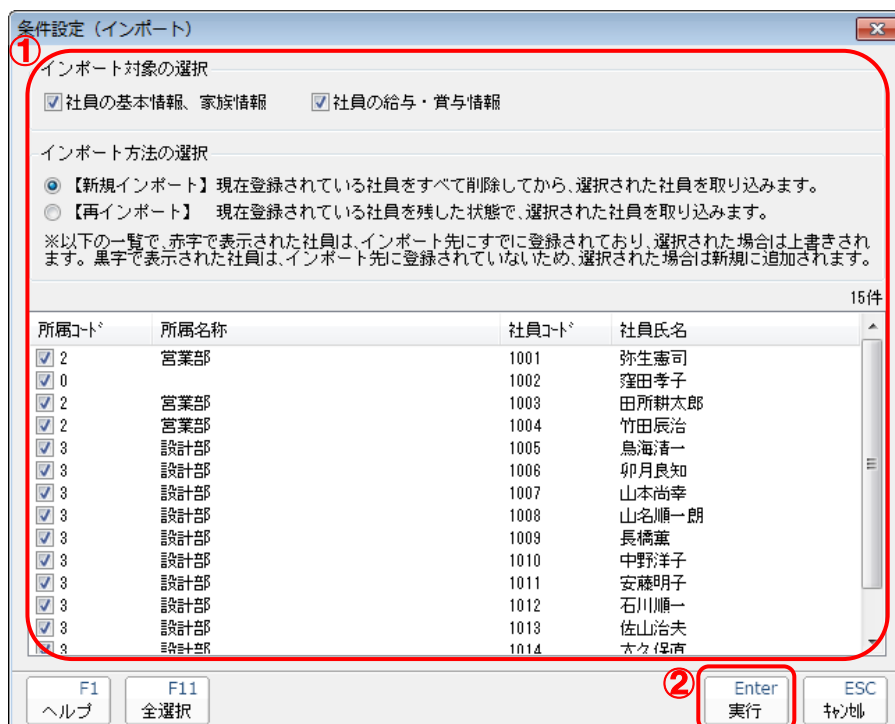 条件設定（インポート）
①
インポート対象の選択
社員の基本情報、家族情報 社員の給与・賞与情報
インポート方法の選択
【新規インポート】現在登録されている社員をすべて削除してから、選択された社員を取り込みます。
【再インポート】 現在登録されている社員を残した状態で、選択された社員を取り込みます。
※以下の一覧で、赤字で表示された社員は、インポート先にすでに登録されており、選択された場合は上書きされ
ます。黒字で表示された社員は、インポート先に登録されていないため、選択された場合は新規に追加されます。
15件
所属ｺｰﾄﾞ 所属名称 社員ｺｰﾄﾞ 社員氏名
2 営業部 1001 弥生憲司
0 1002 窪田孝子
2 営業部 1003 田所耕太郎
2 営業部 1004 竹田辰治
3 設計部 1005 鳥海清一
3 設計部 1006 卯月良知
3 設計部 1007 山本尚幸
3 設計部 1008 山名順一朗
3 設計部 1009 長橋薫
3 設計部 1010 中野洋子
3 設計部 1011 安藤明子
3 設計部 1012 石川順一
3 設計部 1013 佐山治夫
3 設計部 1014 大久保直
②
F1 F11 Enter ESC
ヘルプ 全選択 実行 ｷｬﾝｾﾙ